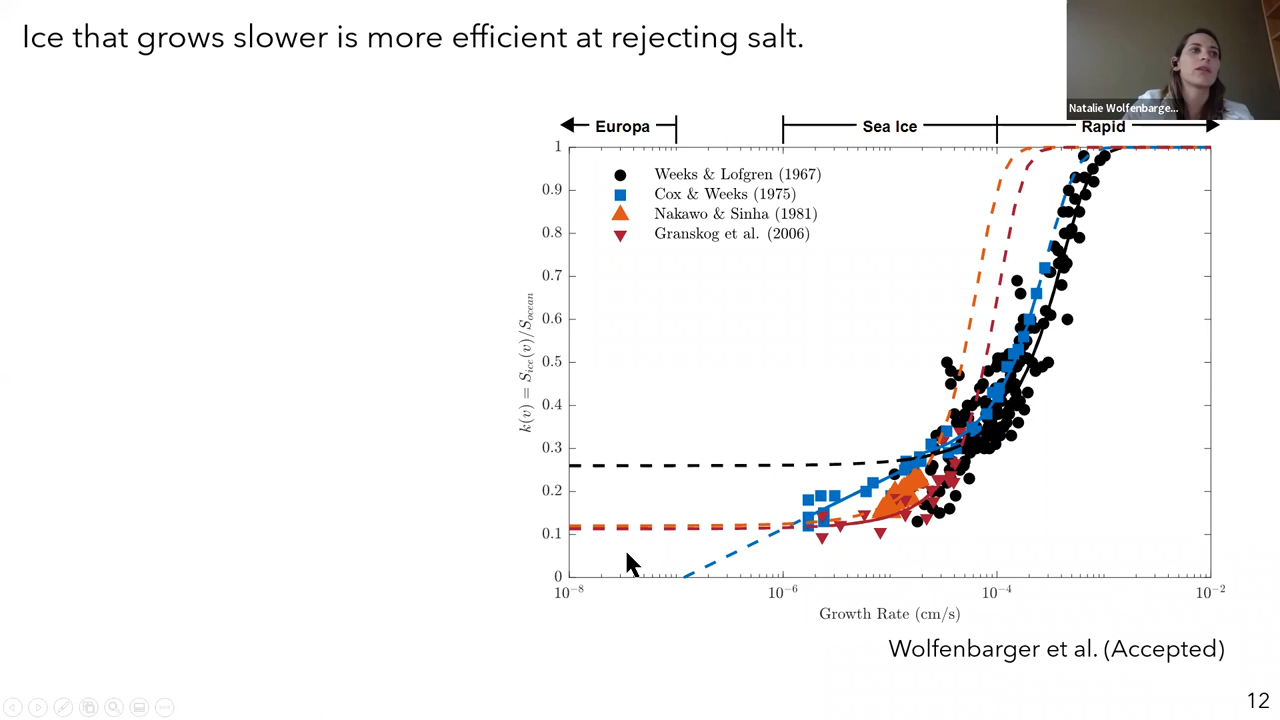 Ice that grows slower is more efficient at rejecting salt.
Natalie Wolfenbarge...
Europa
Sea Ice
Rapid
Weeks & Lofgren (1967)
Cox & Weeks (1975)
Nakawo & Sinha (1981)
Granskog et al. (2006)
1
0.9
0.8
0.7
0.6
0.5
0.4
0.3
0.2
0.1
0
k(v) = S_ice(v)/S_ocean
10^-8
10^-6
10^-4
10^-2
Growth Rate (cm/s)
Wolfenbarger et al. (Accepted)
12